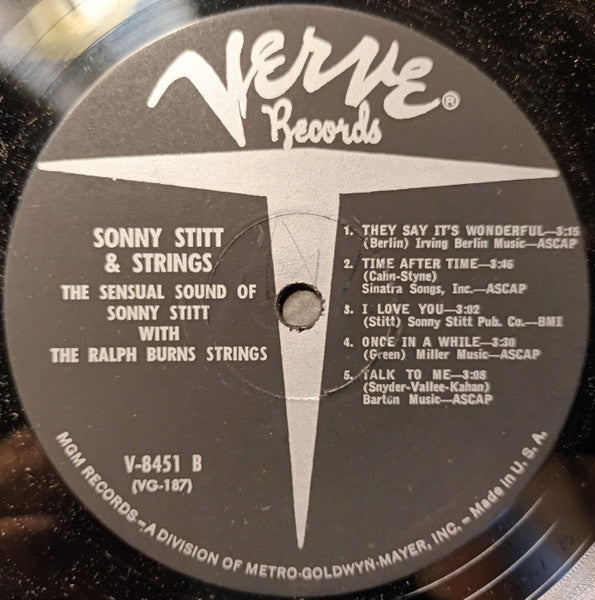 Verve ®
Records
SONNY STITT
& STRINGS
THE SENSUAL SOUND OF
SONNY STITT
WITH
THE RALPH BURNS STRINGS
V-8451 B
(VG-187)
1. THEY SAY IT'S WONDERFUL—3:15
(Berlin) Irving Berlin Music—ASCAP
2. TIME AFTER TIME—3:46
(Cahn-Styne)
Sinatra Songs, Inc.—ASCAP
3. I LOVE YOU—3:02
(Stitt) Sonny Stitt Pub. Co.—BMI
4. ONCE IN A WHILE—3:30
(Green) Miller Music—ASCAP
5. TALK TO ME—3:08
(Snyder-Vallee-Kahan)
Barton Music—ASCAP
MGM RECORDS—A DIVISION OF METRO-GOLDWYN-MAYER, INC.—Made in U. S. A.